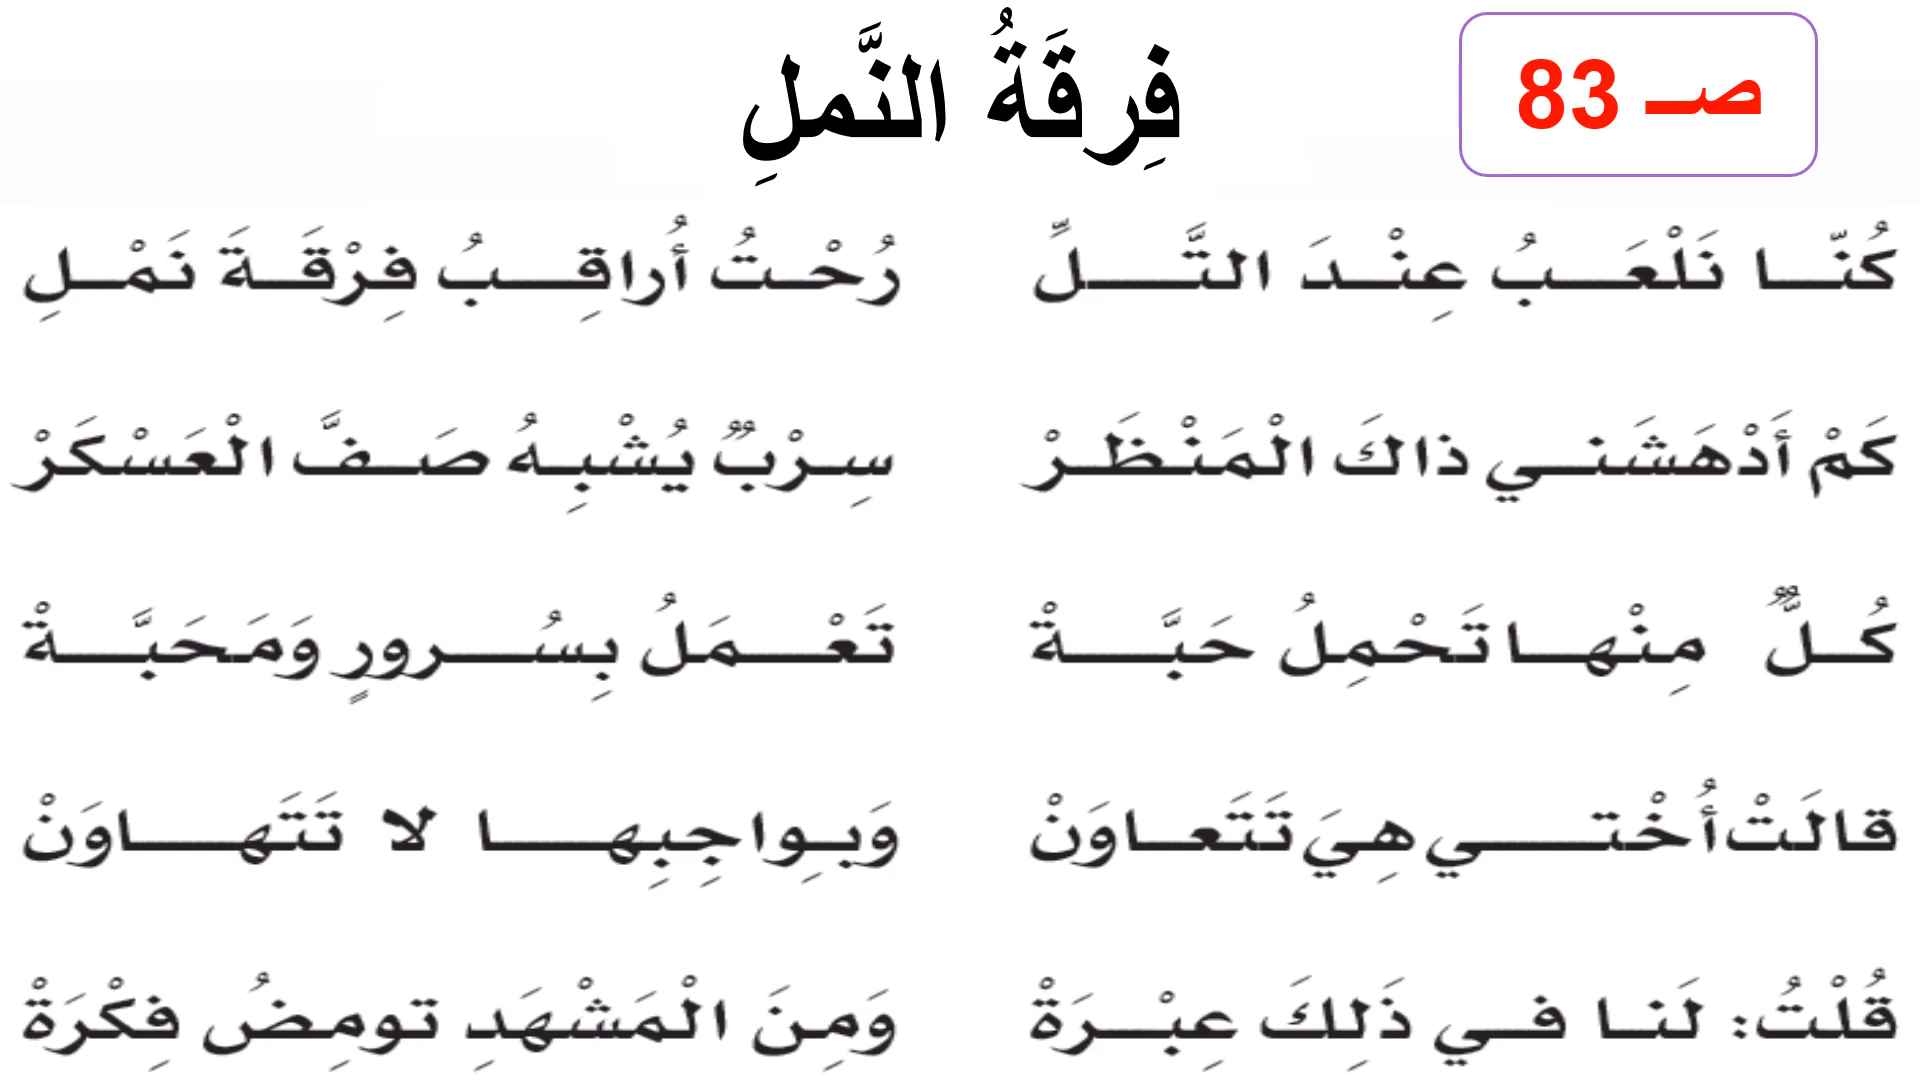 صـ 83
فِرقَةُ النَّملِ
كُنّا نَلْعَبُ عِنْدَ التَّلِّ رُحْتُ أُراقِبُ فِرْقَةَ نَمْلِ
كَمْ أَدْهَشَني ذاكَ الْمَنْظَرْ سِرْبٌ يُشْبِهُ صَفَّ الْعَسْكَرْ
كُلٌّ مِنْها تَحْمِلُ حَبَّةْ تَعْمَلُ بِسُرورٍ وَمَحَبَّةْ
قالَتْ أُخْتي هِيَ تَتَعاوَنْ وَبِواجِبِها لا تَتَهاوَنْ
قُلْتُ: لَنا في ذَلِكَ عِبْرَةْ وَمِنَ الْمَشْهَدِ تومِضُ فِكْرَةْ